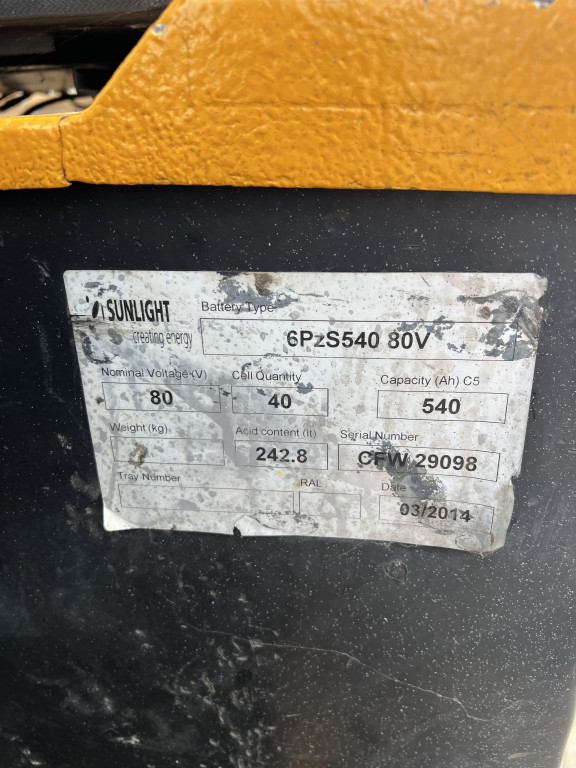 SUNLIGHT
creating energy
Battery Type
6PzS540 80V
Nominal Voltage (V) Cell Quantity Capacity (Ah) C5
80 40 540
Weight (kg) Acid content (lt) Serial Number
242.8 CFW 29098
Tray Number RAL Date
03/2014